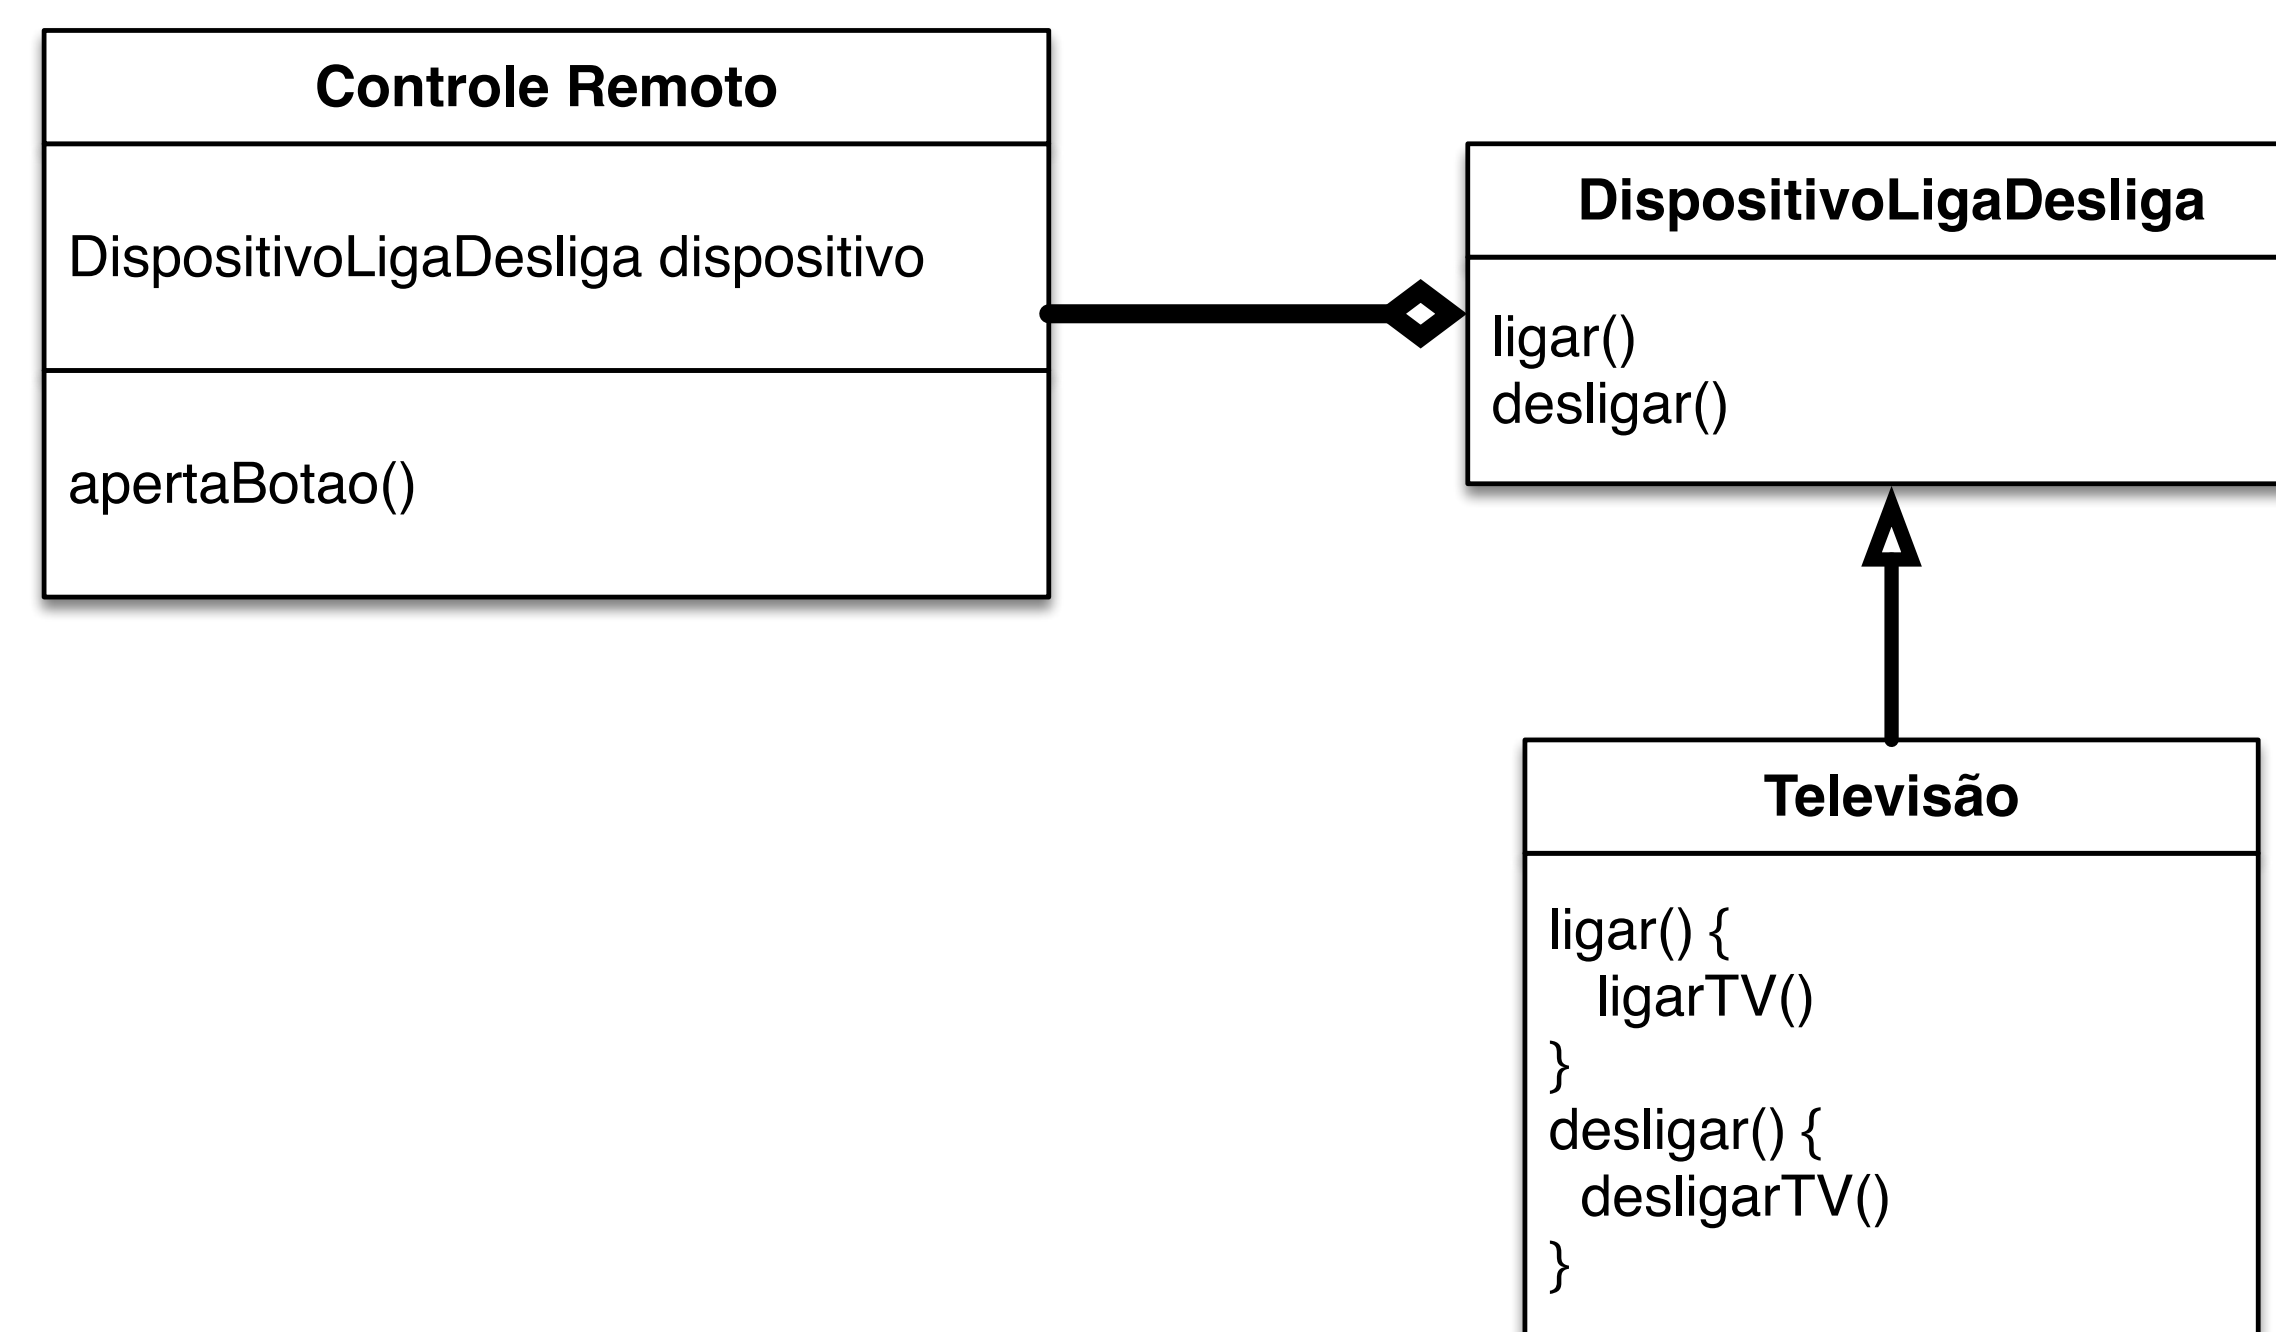 Controle Remoto
DispositivoLigaDesliga dispositivo
apertaBotao()
DispositivoLigaDesliga
ligar()
desligar()
Televisão
ligar() {
ligarTV()
}
desligar() {
desligarTV()
}